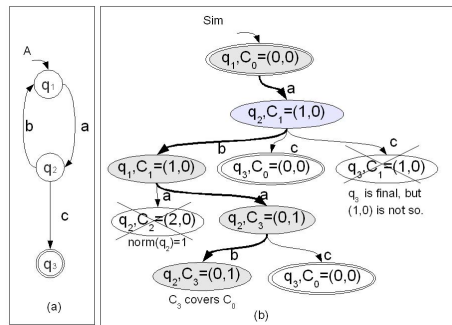 A
q1
b
a
q2
c
q3
(a)
Sim
q1,C0=(0,0)
a
q2,C1=(1,0)
b
c
c
q1,C1=(1,0)
q3,C0=(0,0)
q3,C1=(1,0)
a
a
q3 is final, but
(1,0) is not so.
q2,C2=(2,0)
q2,C3=(0,1)
norm(q2)=1
b
c
q2,C3=(0,1)
q3,C0=(0,0)
C3 covers C0.
(b)